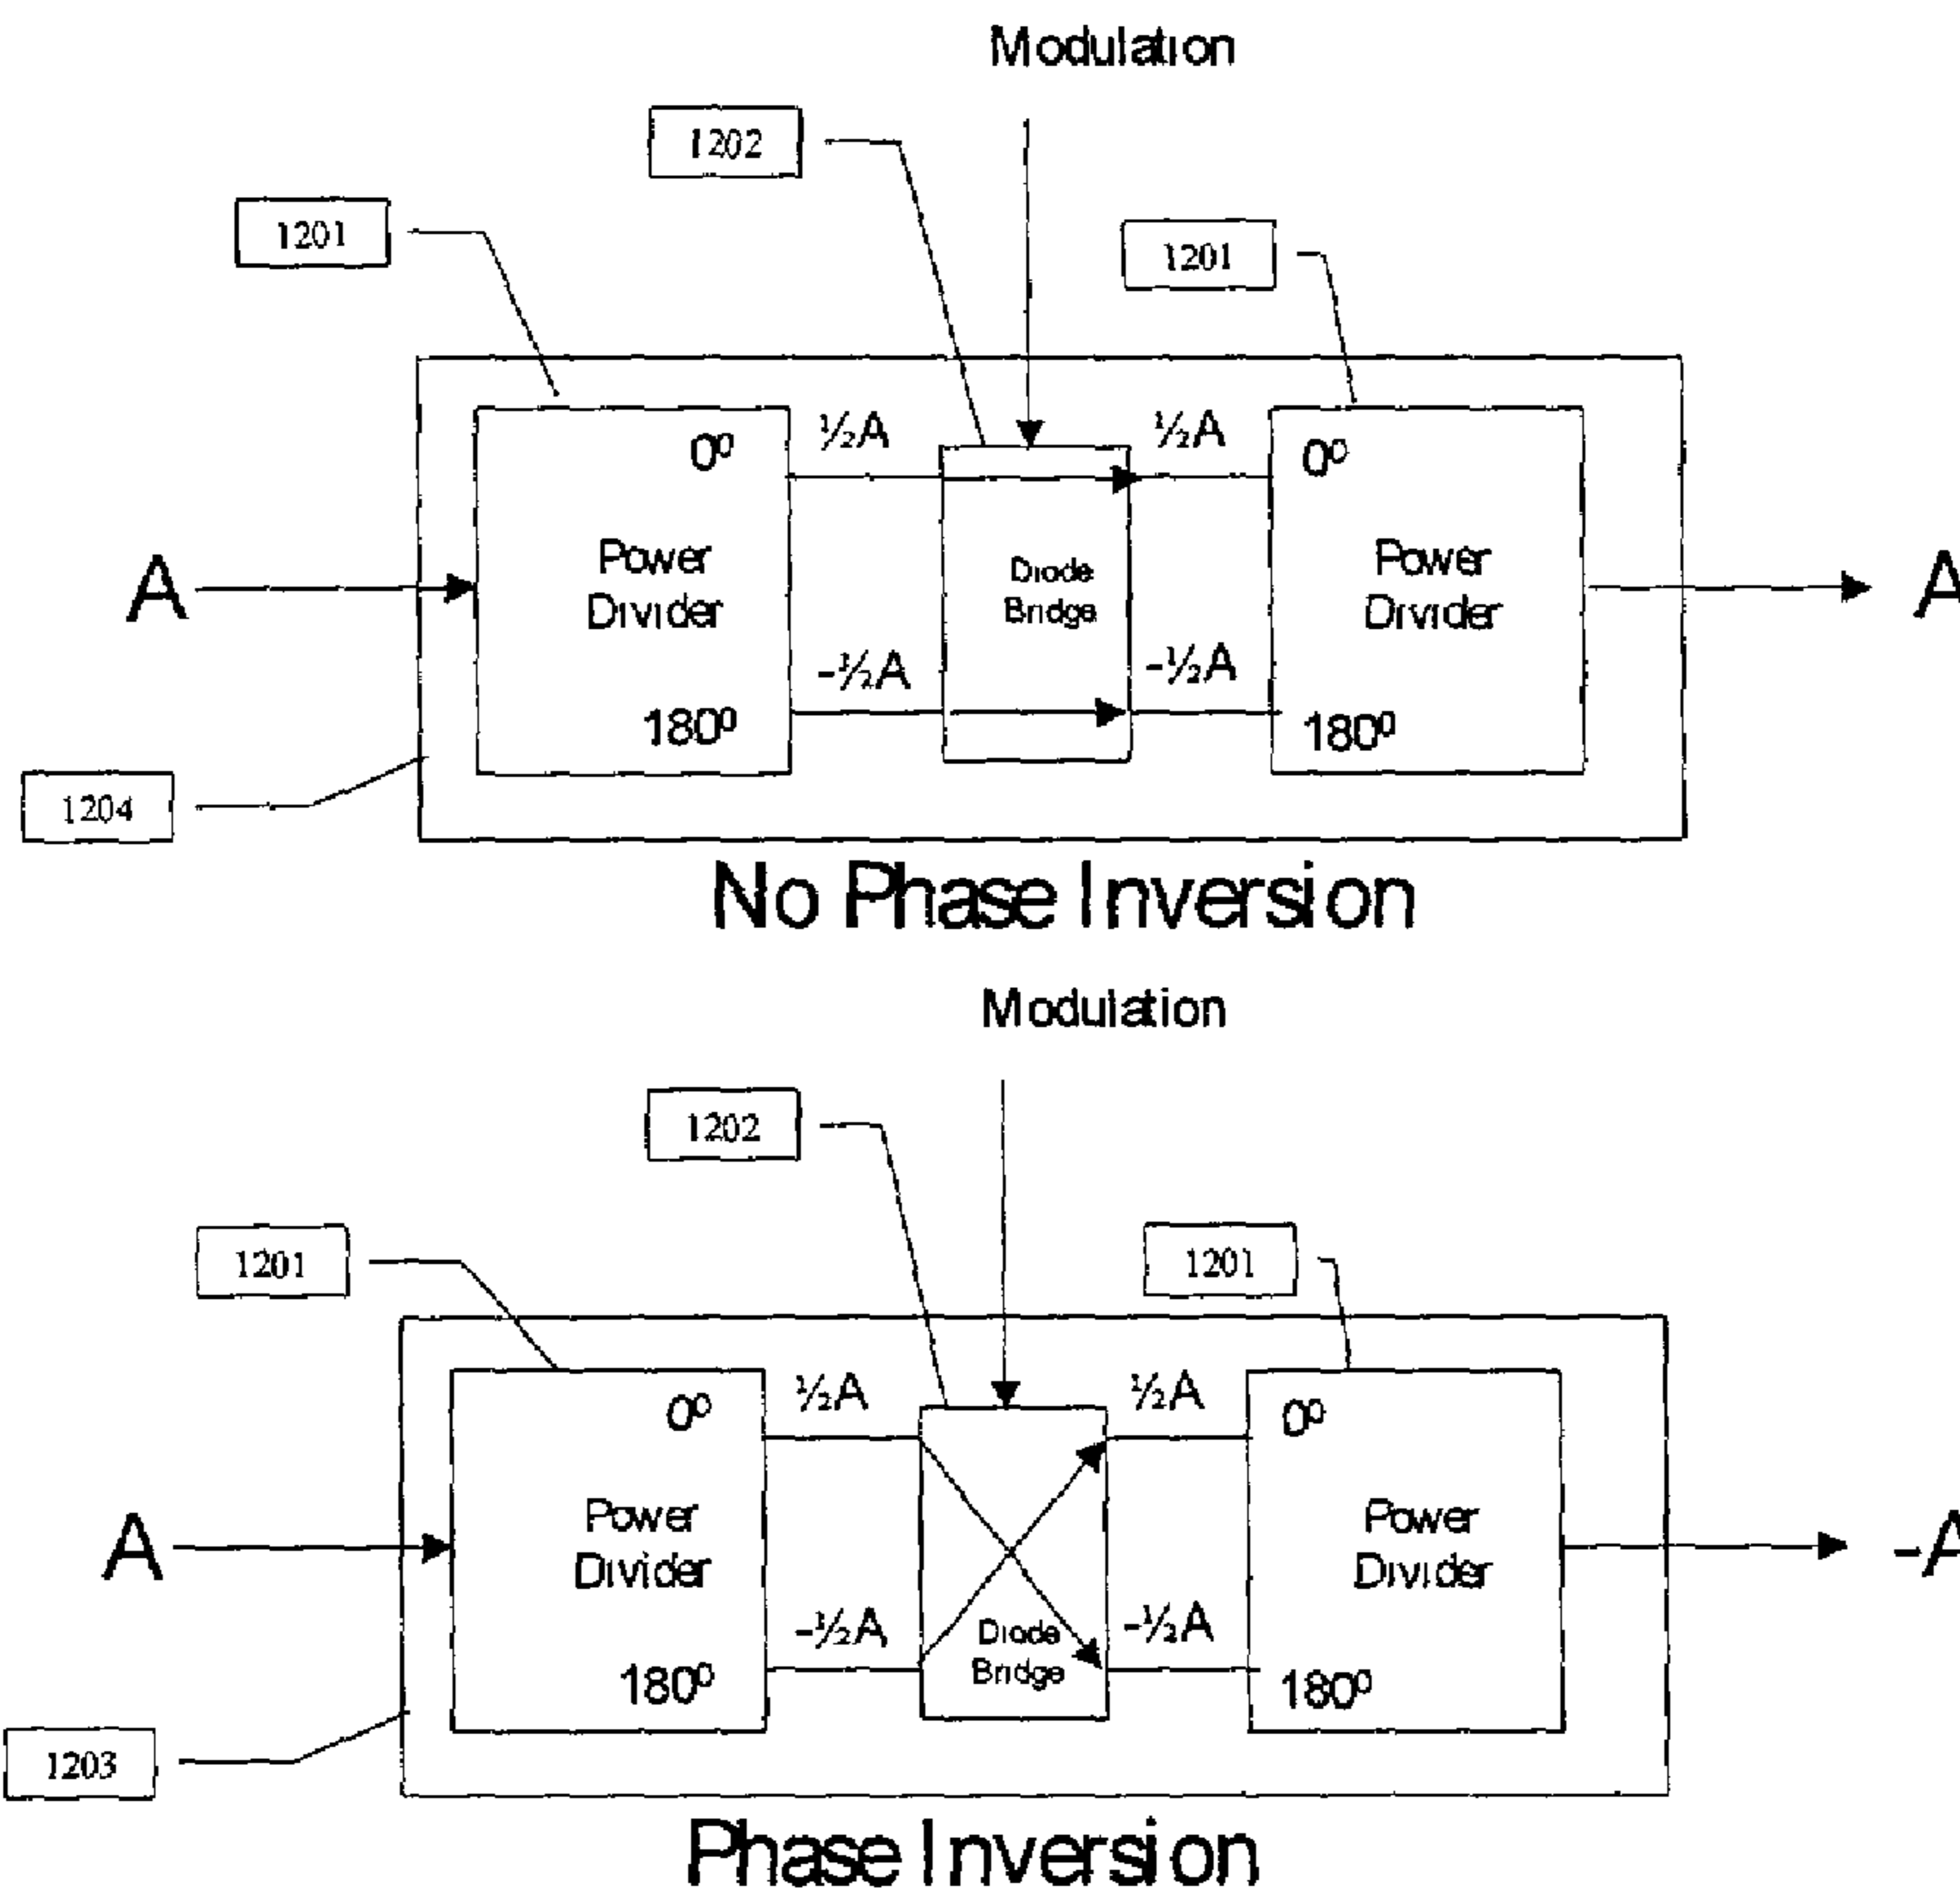 Modulation
1202
1201
1201
0⁰
½A
½A
0⁰
A
Power
Divider
Diode
Bridge
Power
Divider
A
180⁰
-½A
-½A
180⁰
1204
No Phase Inversion
Modulation
1202
1201
1201
0⁰
½A
½A
0⁰
A
Power
Divider
Power
Divider
-A
180⁰
-½A
Diode
Bridge
-½A
180⁰
1203
Phase Inversion